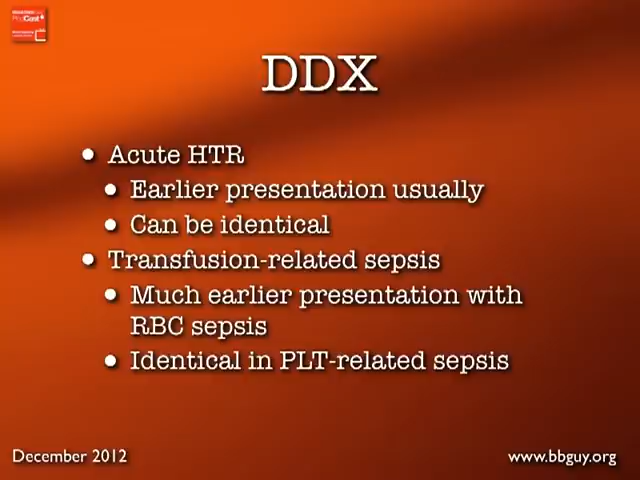 DDX
Acute HTR
Earlier presentation usually
Can be identical
Transfusion-related sepsis
Much earlier presentation with
RBC sepsis
Identical in PLT-related sepsis
December 2012
www.bbguy.org